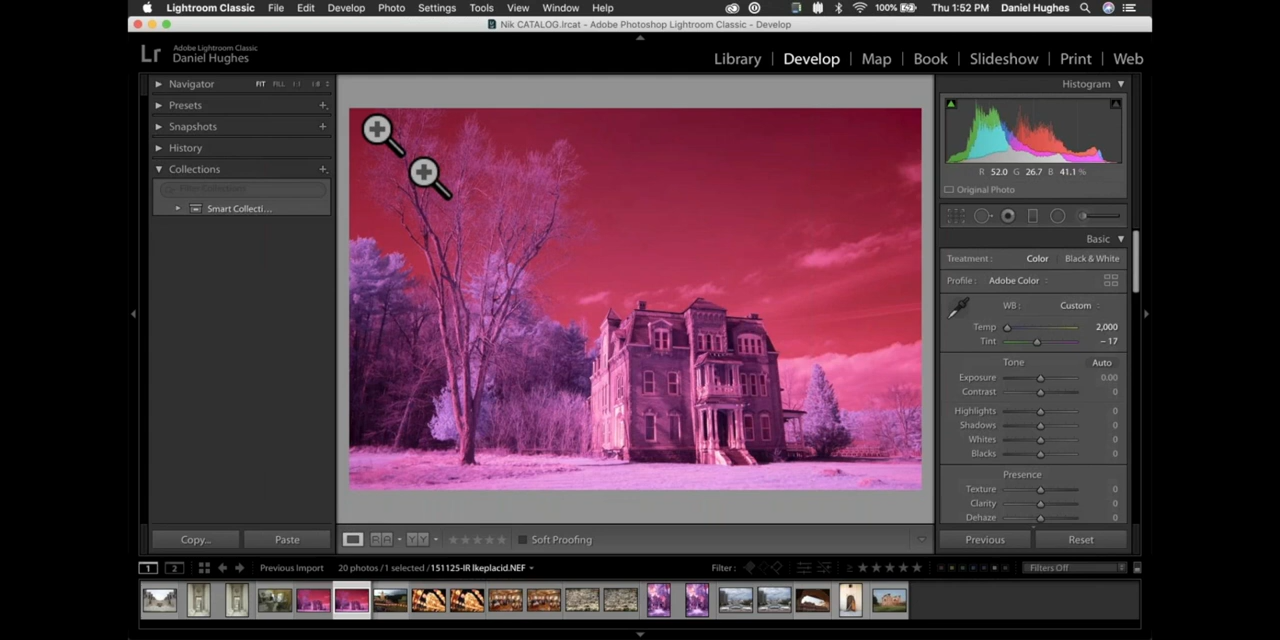 Lightroom Classic File Edit Develop Photo Settings Tools View Window Help 100% Thu 1:52 PM Daniel Hughes
Nik CATALOG.lrcat - Adobe Photoshop Lightroom Classic - Develop
Lr Adobe Lightroom Classic
Daniel Hughes
Library | Develop | Map | Book | Slideshow | Print | Web
Navigator FIT FILL
Presets
Snapshots
History
Collections
Filter Collections
Smart Collecti...
Histogram
R 52.0 G 26.7 B 41.1 %
Original Photo
Basic
Treatment : Color Black & White
Profile : Adobe Color
WB : Custom
Temp 2,000
Tint – 17
Tone Auto
Exposure 0.00
Contrast 0
Highlights 0
Shadows 0
Whites 0
Blacks 0
Presence
Texture 0
Clarity 0
Dehaze 0
Copy... Paste
R A Y Y Soft Proofing
Previous Reset
1 2 Previous Import 20 photos / 1 selected / 151125-IR lkeplacid.NEF Filter : Filters Off